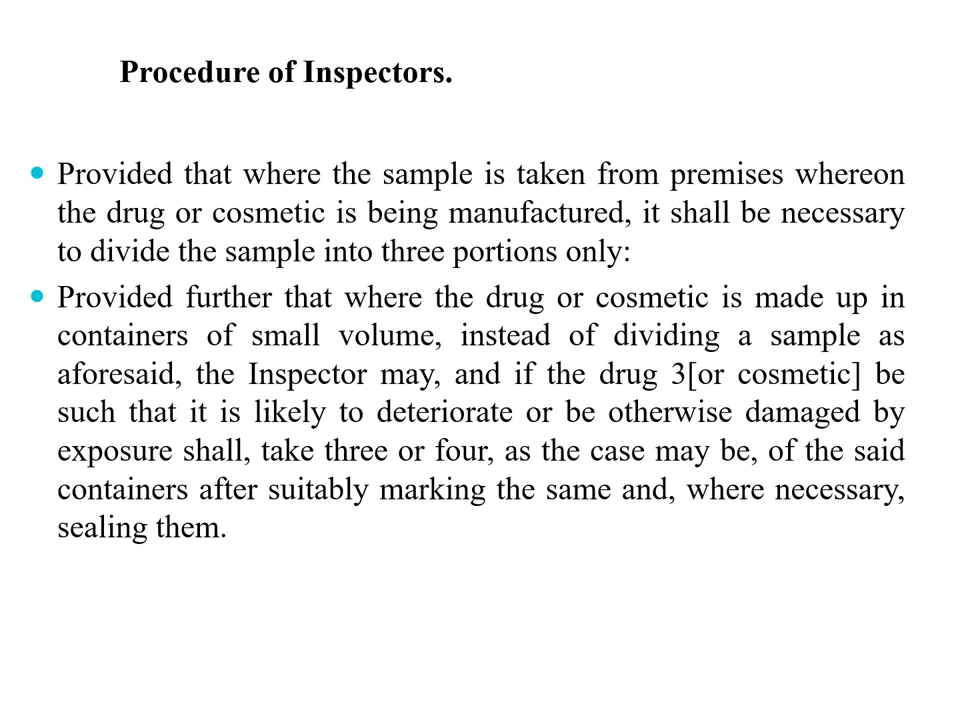 Procedure of Inspectors.
• Provided that where the sample is taken from premises whereon
the drug or cosmetic is being manufactured, it shall be necessary
to divide the sample into three portions only:
• Provided further that where the drug or cosmetic is made up in
containers of small volume, instead of dividing a sample as
aforesaid, the Inspector may, and if the drug 3[or cosmetic] be
such that it is likely to deteriorate or be otherwise damaged by
exposure shall, take three or four, as the case may be, of the said
containers after suitably marking the same and, where necessary,
sealing them.